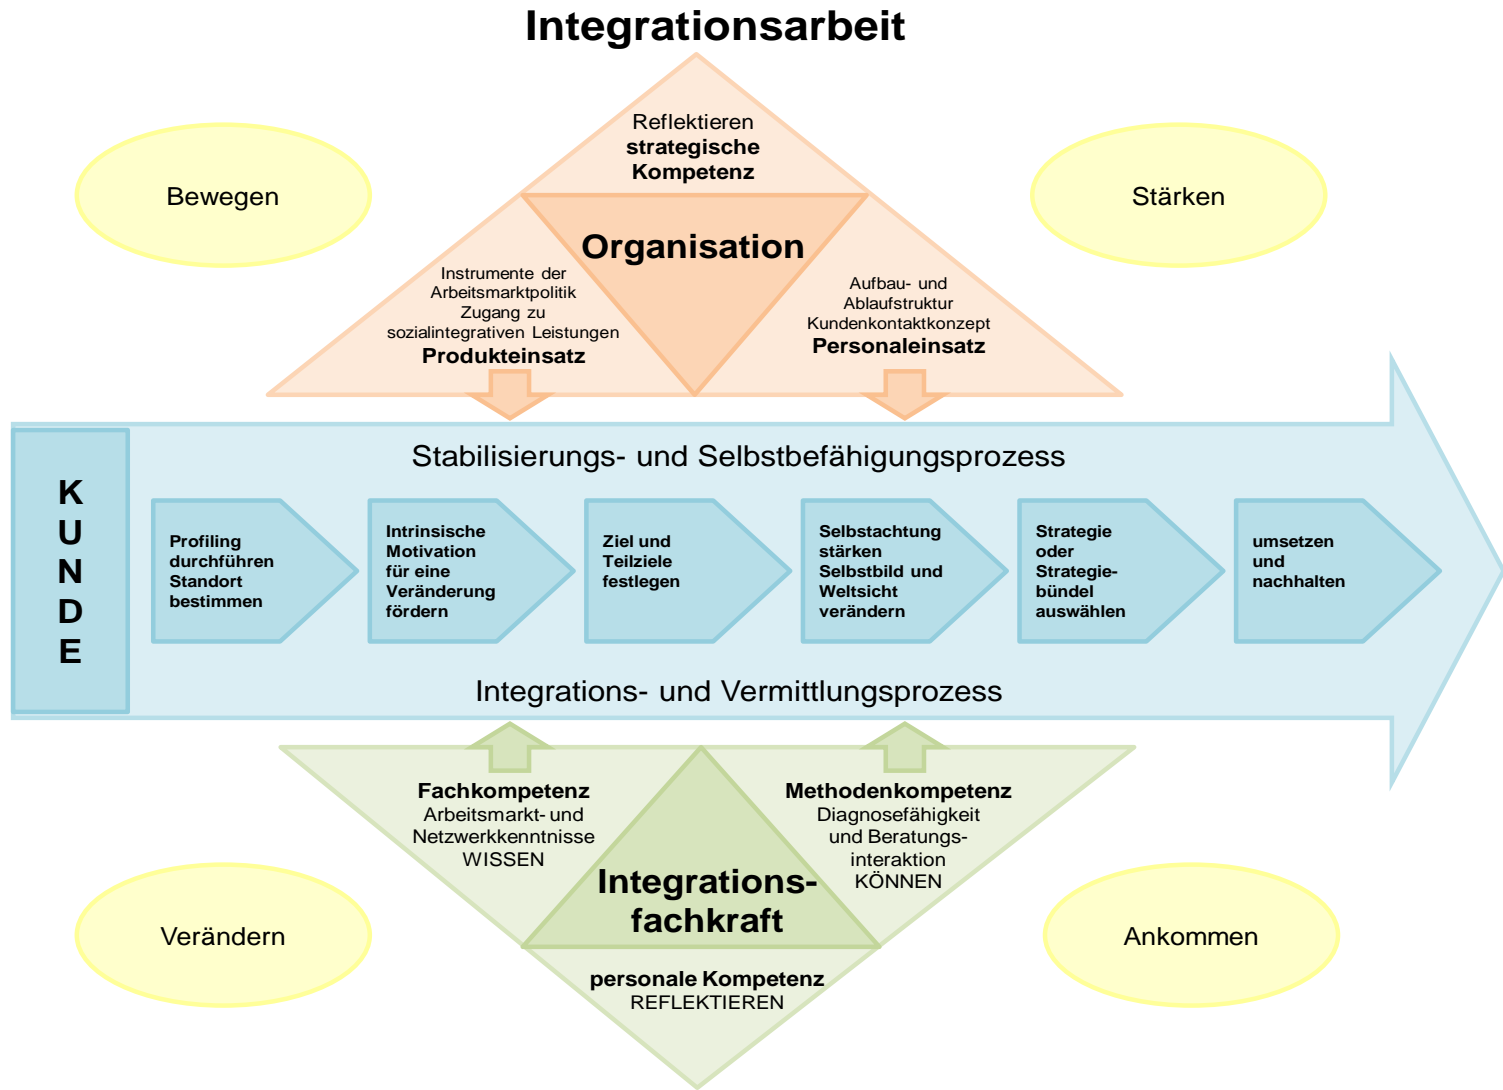 Integrationsarbeit
Reflektieren
strategische
Kompetenz
Bewegen
Stärken
Organisation
Instrumente der
Arbeitsmarktpolitik
Zugang zu
sozialintegrativen Leistungen
Produkteinsatz
Aufbau- und
Ablaufstruktur
Kundenkontaktkonzept
Personaleinsatz
Stabilisierungs- und Selbstbefähigungsprozess
K
U
N
D
E
Profiling
durchführen
Standort
bestimmen
Intrinsische
Motivation
für eine
Veränderung
fördern
Ziel und
Teilziele
festlegen
Selbstachtung
stärken
Selbstbild und
Weltsicht
verändern
Strategie
oder
Strategie-
bündel
auswählen
umsetzen
und
nachhalten
Integrations- und Vermittlungsprozess
Fachkompetenz
Arbeitsmarkt- und
Netzwerkkenntnisse
WISSEN
Methodenkompetenz
Diagnosefähigkeit
und Beratungs-
interaktion
KÖNNEN
Integrations-
fachkraft
personale Kompetenz
REFLEKTIEREN
Verändern
Ankommen